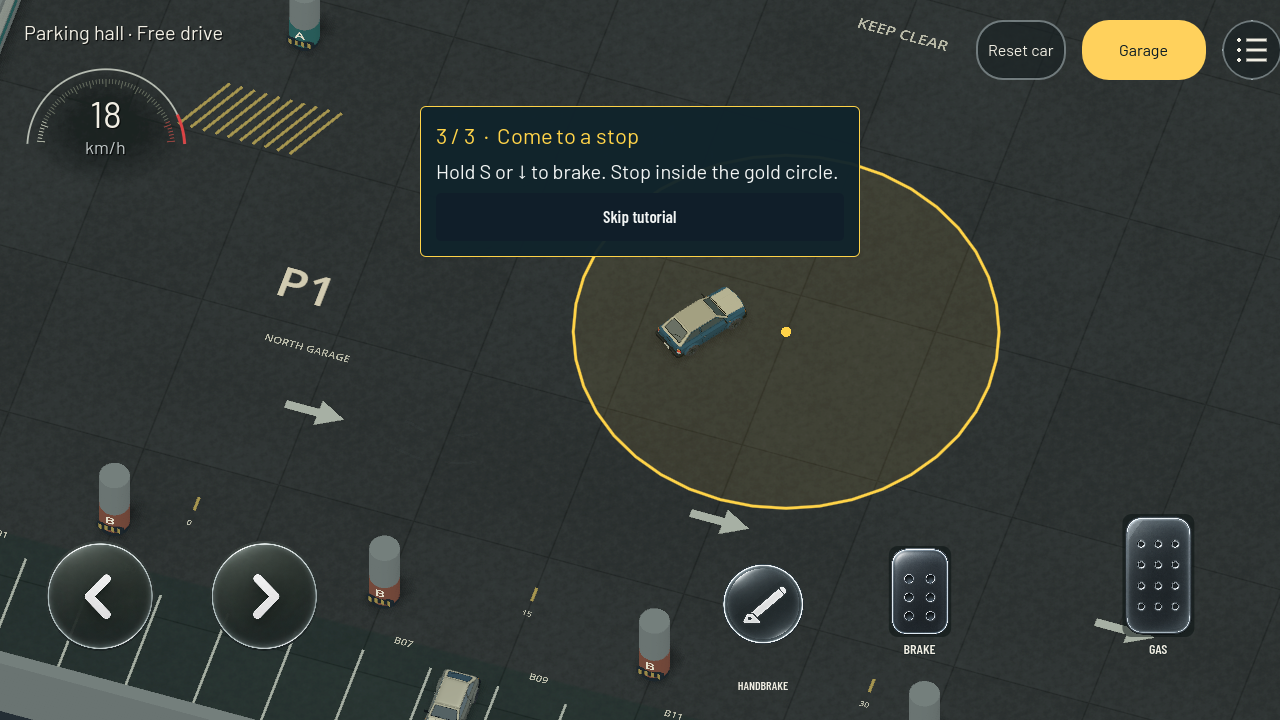 Parking hall · Free drive
A
KEEP CLEAR
Reset car
Garage
18
km/h
3 / 3 · Come to a stop
Hold S or ↓ to brake. Stop inside the gold circle.
Skip tutorial
P1
NORTH GARAGE
B
0
B
15
B07
B
B09
B11
30
HANDBRAKE
BRAKE
GAS